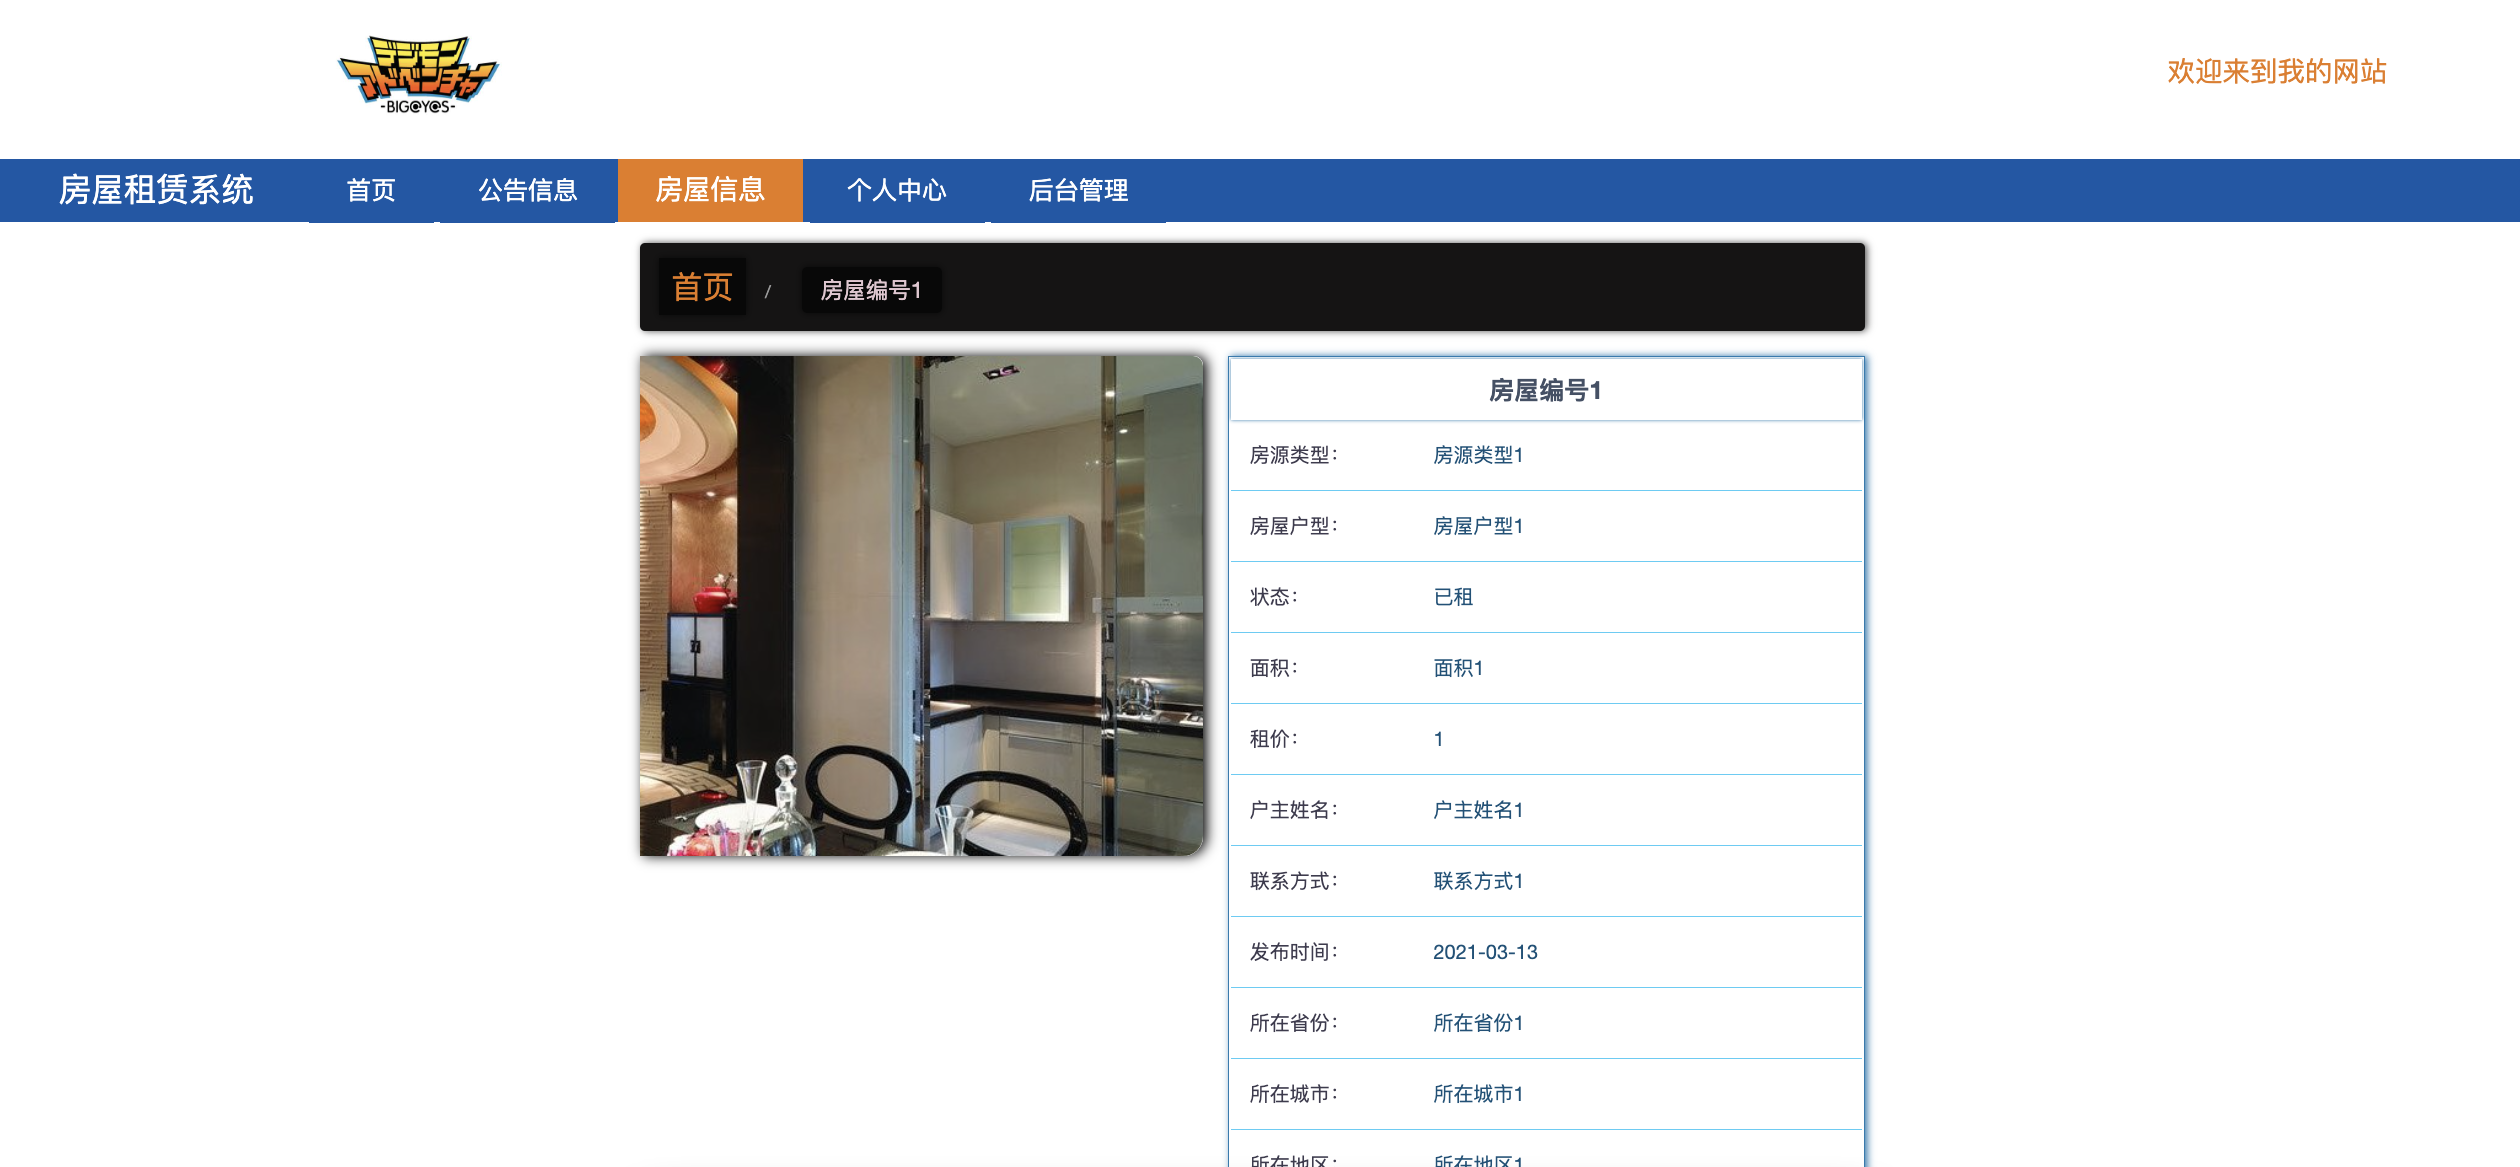 デジモン
アドベンチャー
-BIG@Y@S-
欢迎来到我的网站
房屋租赁系统 首页 公告信息 房屋信息 个人中心 后台管理
首页 / 房屋编号1
房屋编号1
房源类型： 房源类型1
房屋户型： 房屋户型1
状态： 已租
面积： 面积1
租价： 1
户主姓名： 户主姓名1
联系方式： 联系方式1
发布时间： 2021-03-13
所在省份： 所在省份1
所在城市： 所在城市1
所在地区： 所在地区1